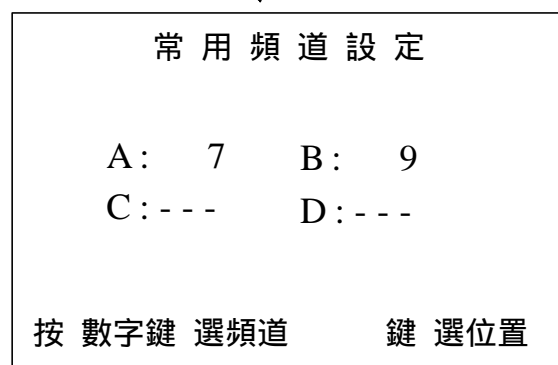 常 用 頻 道 設 定
A : 7 B : 9
C : - - - D : - - -
按 數字鍵 選頻道 鍵 選位置